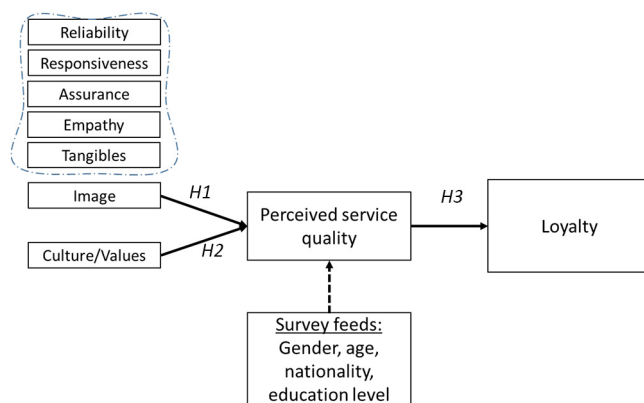 Reliability
Responsiveness
Assurance
Empathy
Tangibles
Image
Culture/Values
H1
H2
Perceived service
quality
H3
Loyalty
Survey feeds:
Gender, age,
nationality,
education level